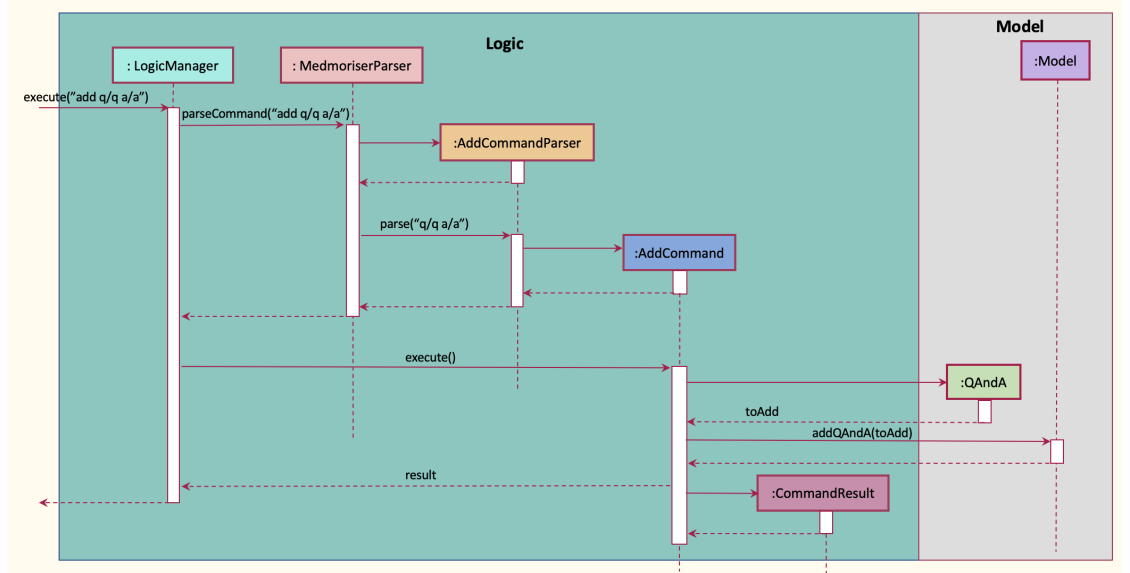 Logic
Model
: LogicManager
: MedmoriserParser
:Model
execute("add q/q a/a”)
parseCommand(“add q/q a/a”)
:AddCommandParser
parse(“q/q a/a”)
:AddCommand
execute()
:QAndA
toAdd
addQAndA(toAdd)
result
:CommandResult